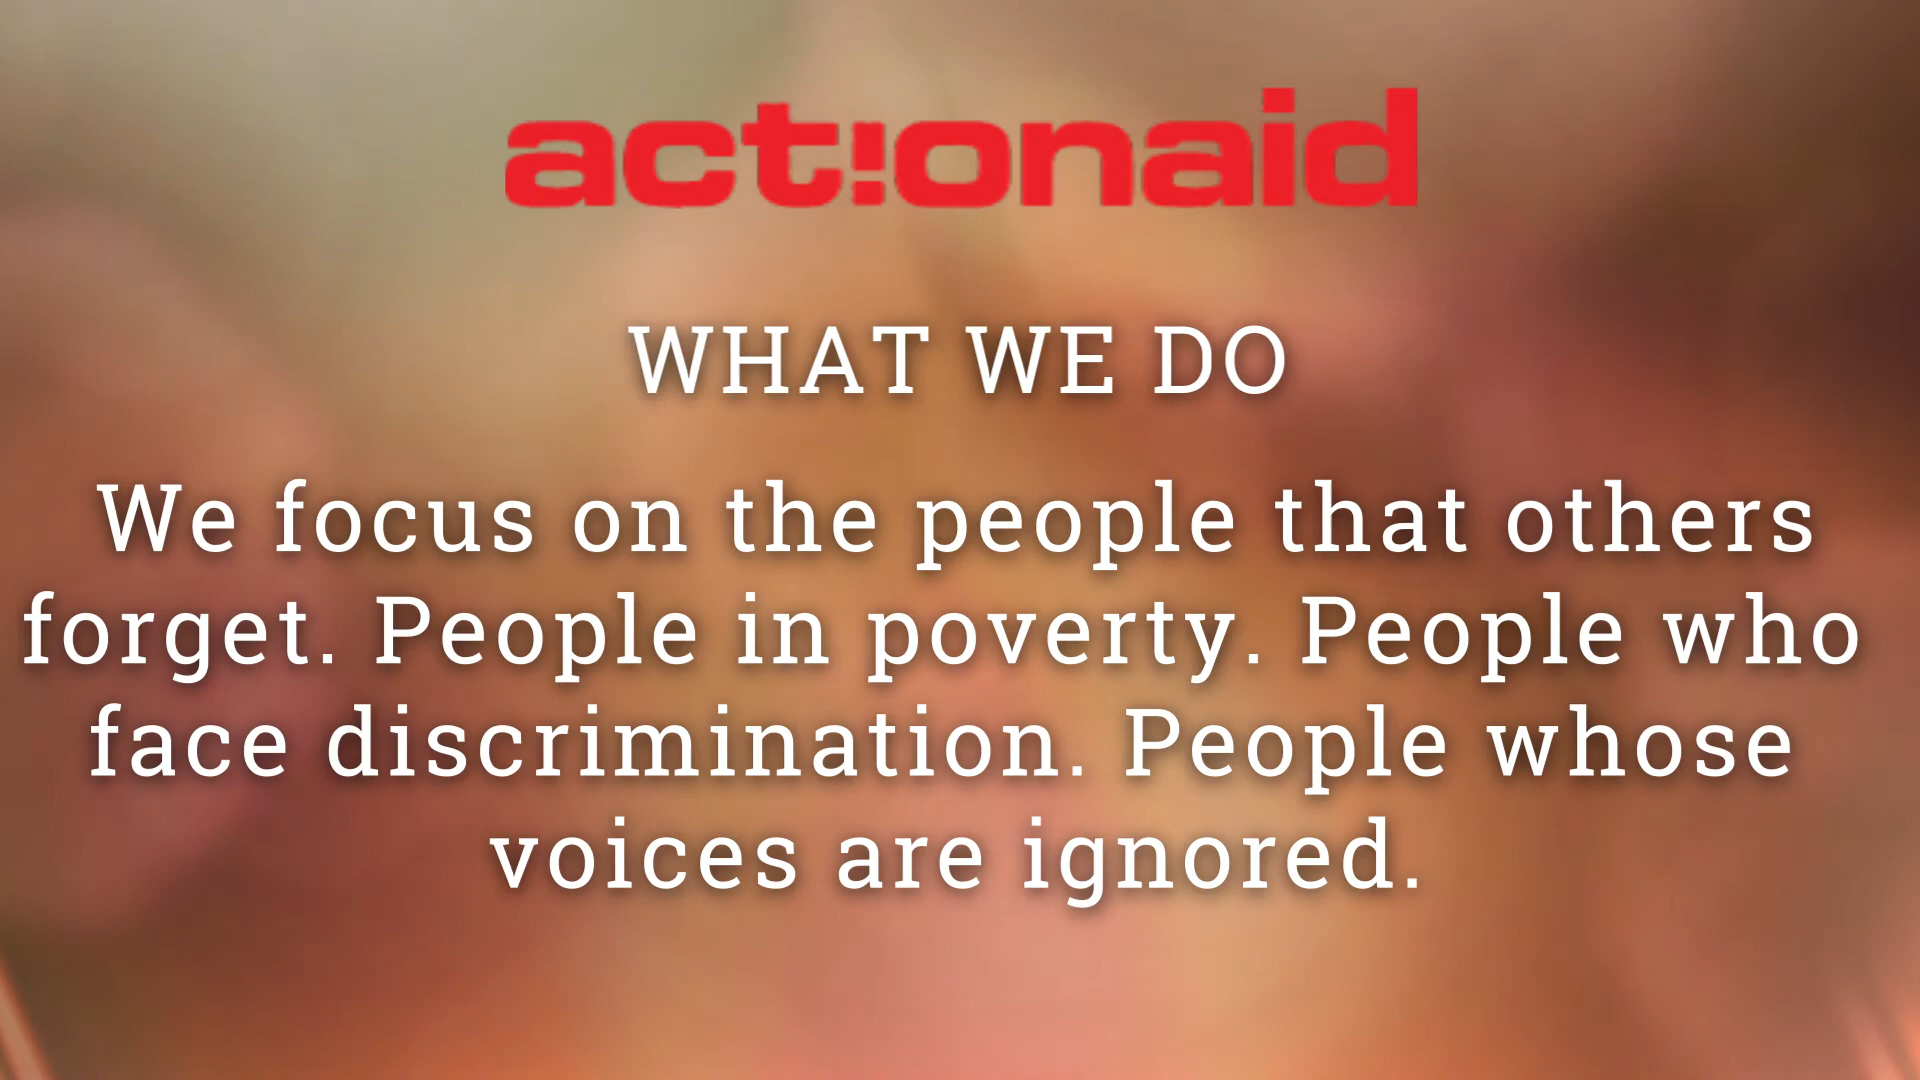 act!onaid
WHAT WE DO
We focus on the people that others
forget. People in poverty. People who
face discrimination. People whose
voices are ignored.